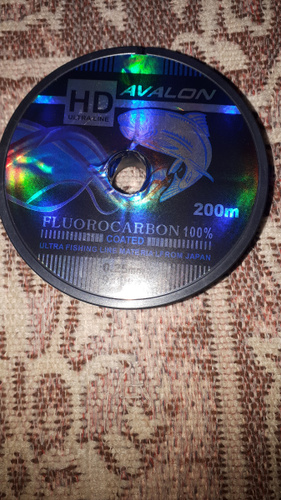 HD
ULTRA LINE
AVALON
200m
FLUOROCARBON 100%
COATED
ULTRA FISHING LINE MATERIAL FROM JAPAN